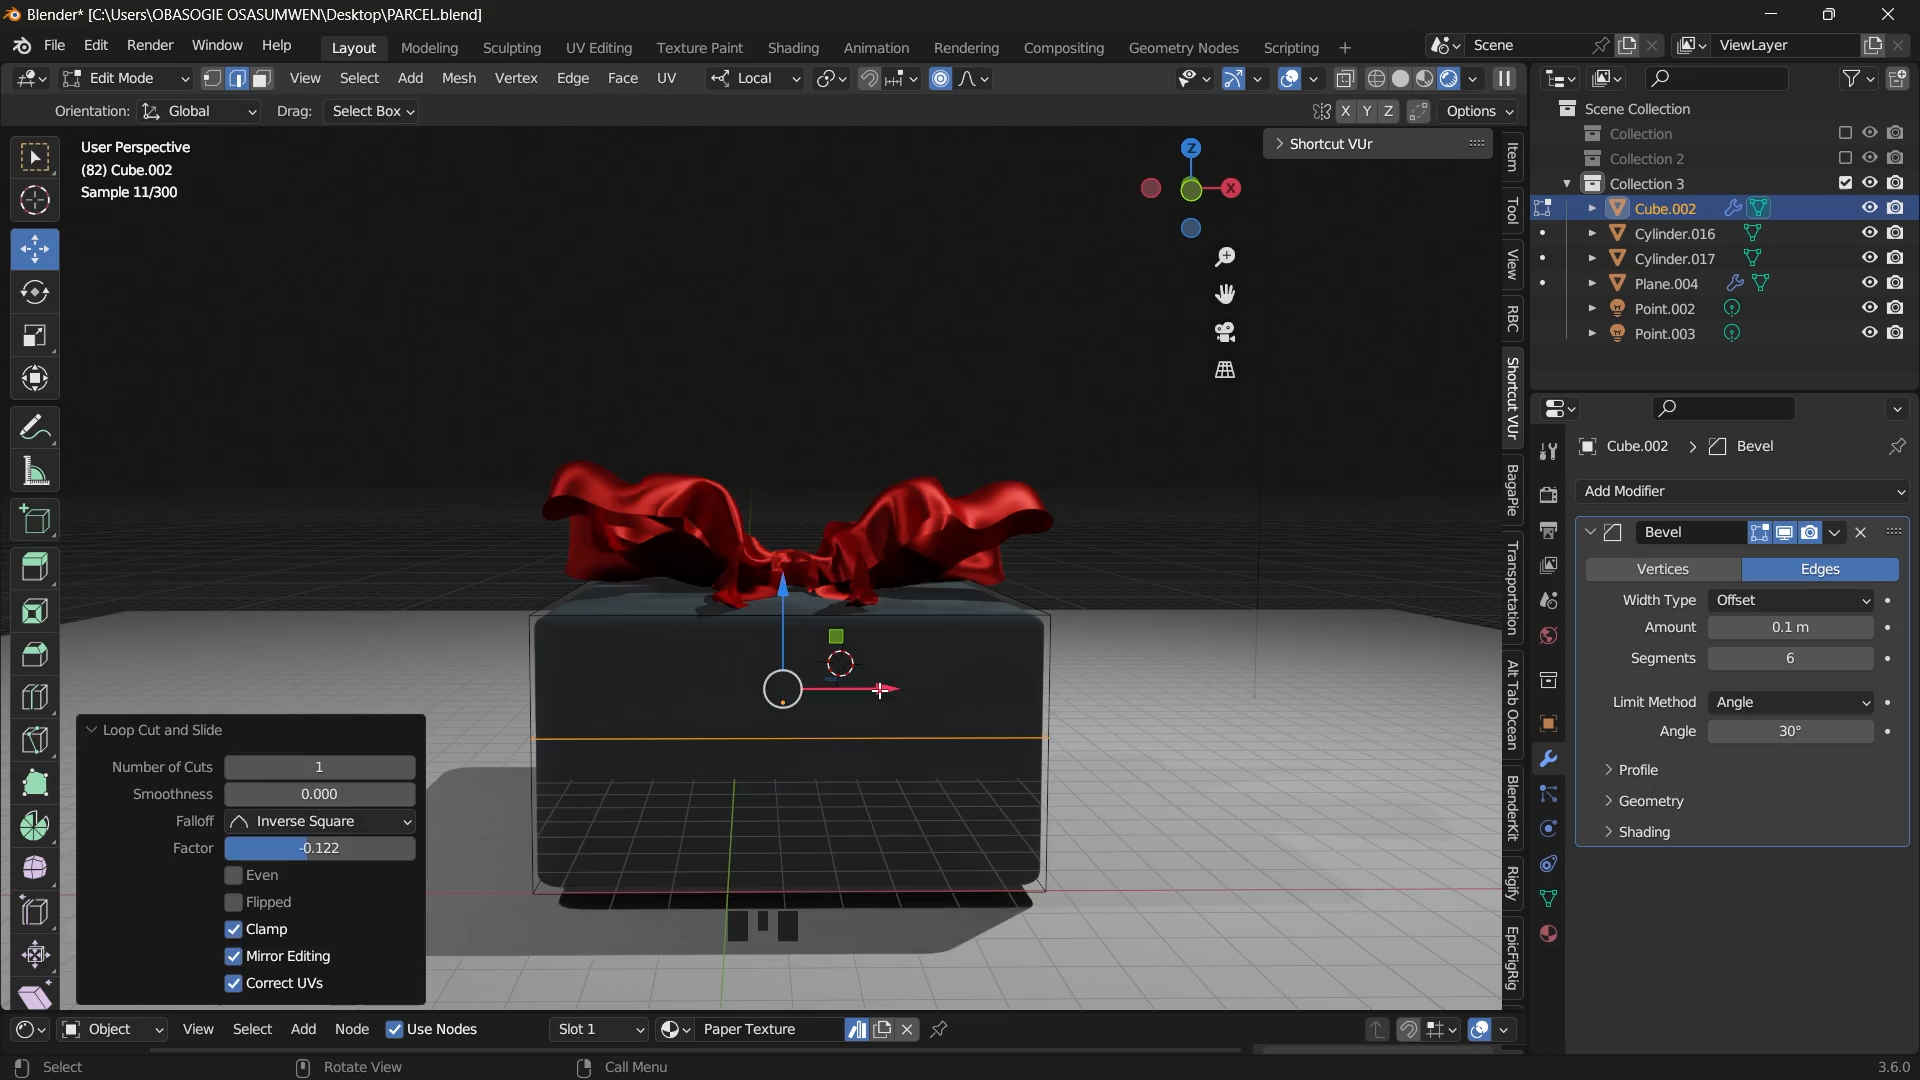 Blender* [C:\Users\OBASOGIE OSASUMWEN\Desktop\PARCEL.blend]
File Edit Render Window Help Layout Modeling Sculpting UV Editing Texture Paint Shading Animation Rendering Compositing Geometry Nodes Scripting + Scene ViewLayer
Edit Mode View Select Add Mesh Vertex Edge Face UV Local
Orientation: Global Drag: Select Box X Y Z Options
User Perspective
(82) Cube.002
Sample 11/300
Z
X
Shortcut VUr
Item
Tool
View
RBC
Shortcut VUr
BagaPie
Transportation
Alt Tab Ocean
BlenderKit
Rigify
EpicFigRig
Scene Collection
Collection
Collection 2
Collection 3
Cube.002
Cylinder.016
Cylinder.017
Plane.004
Point.002
Point.003
Cube.002 > Bevel
Add Modifier
Bevel
Vertices Edges
Width Type Offset
Amount 0.1 m
Segments 6
Limit Method Angle
Angle 30°
Profile
Geometry
Shading
Loop Cut and Slide
Number of Cuts 1
Smoothness 0.000
Falloff Inverse Square
Factor -0.122
Even
Flipped
Clamp
Mirror Editing
Correct UVs
Object View Select Add Node Use Nodes Slot 1 Paper Texture
Select Rotate View Call Menu 3.6.0